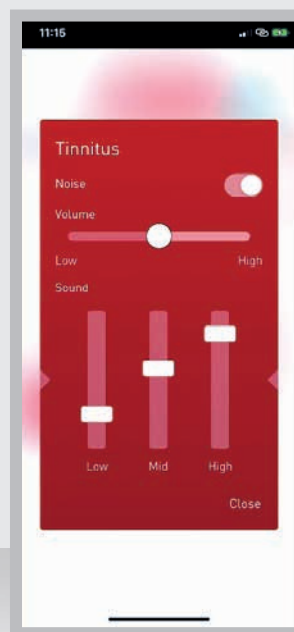 11:15
Tinnitus
Noise
Volume
Low High
Sound
Low Mid High
Close